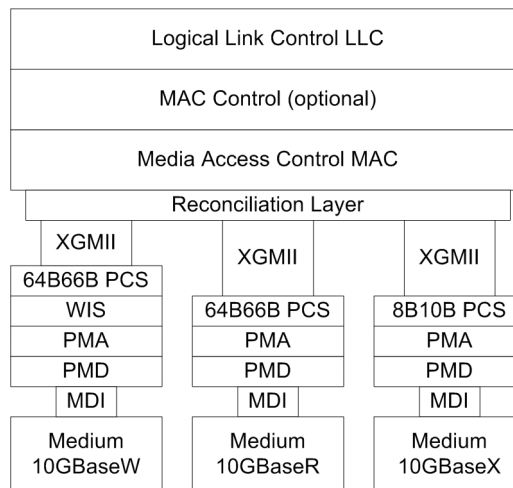 Logical Link Control LLC
MAC Control (optional)
Media Access Control MAC
Reconciliation Layer
XGMII
64B66B PCS
WIS
PMA
PMD
MDI
Medium
10GBaseW
XGMII
64B66B PCS
PMA
PMD
MDI
Medium
10GBaseR
XGMII
8B10B PCS
PMA
PMD
MDI
Medium
10GBaseX